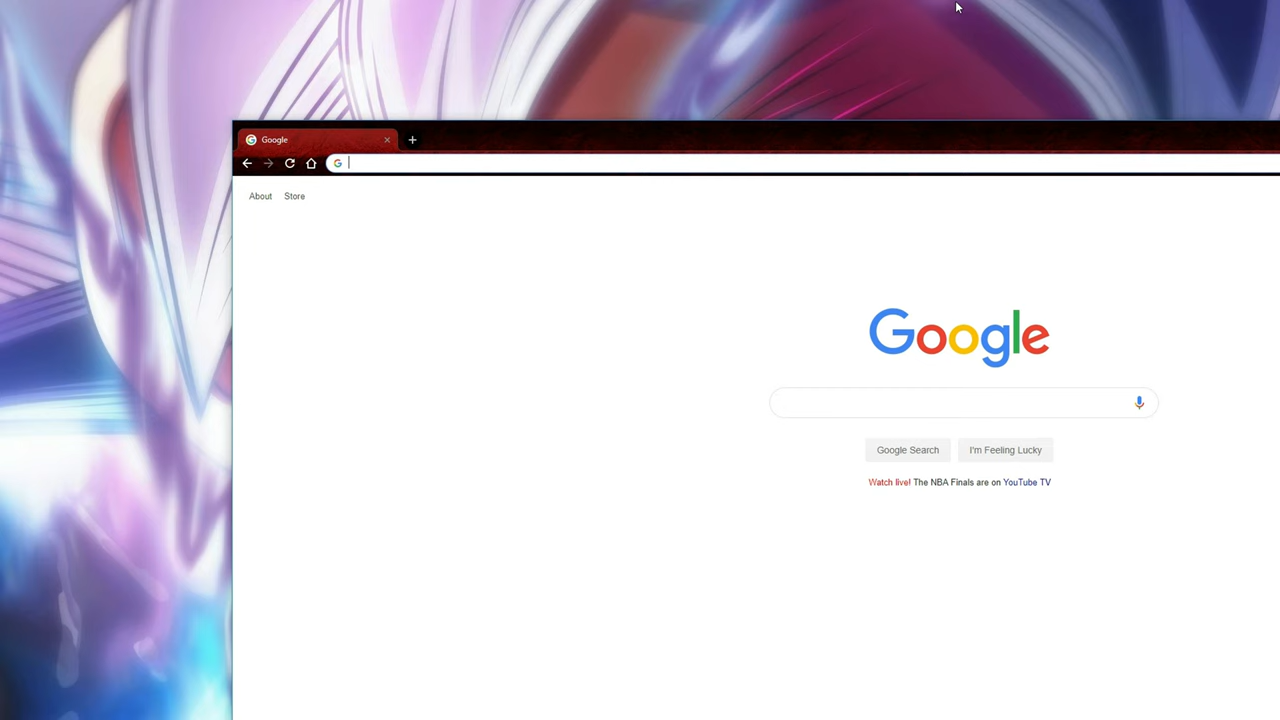 Google
About Store
Google
Google Search I'm Feeling Lucky
Watch live! The NBA Finals are on YouTube TV